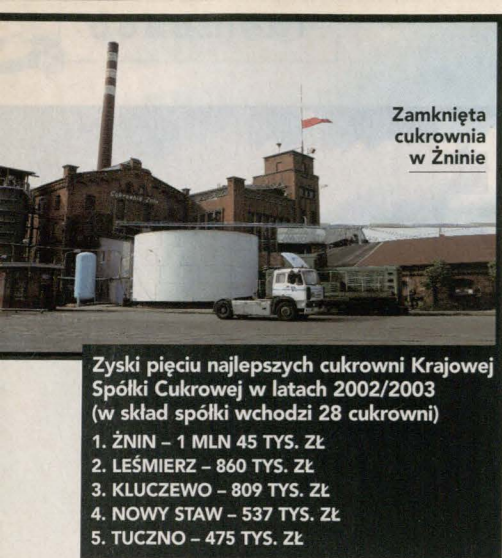 Zamknięta
cukrownia
w Żninie
Cukrownia Żnin
Zyski pięciu najlepszych cukrowni Krajowej
Spółki Cukrowej w latach 2002/2003
(w skład spółki wchodzi 28 cukrowni)
1. ŻNIN – 1 MLN 45 TYS. ZŁ
2. LEŚMIERZ – 860 TYS. ZŁ
3. KLUCZEWO – 809 TYS. ZŁ
4. NOWY STAW – 537 TYS. ZŁ
5. TUCZNO – 475 TYS. ZŁ